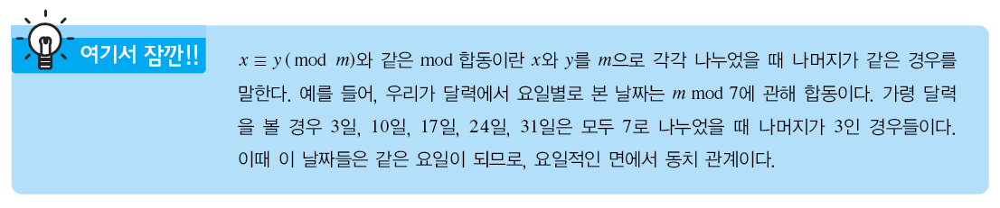 여기서 잠깐!!
x ≡ y ( mod m)와 같은 mod 합동이란 x와 y를 m으로 각각 나누었을 때 나머지가 같은 경우를
말한다. 예를 들어, 우리가 달력에서 요일별로 본 날짜는 m mod 7에 관해 합동이다. 가령 달력
을 볼 경우 3일, 10일, 17일, 24일, 31일은 모두 7로 나누었을 때 나머지가 3인 경우들이다.
이때 이 날짜들은 같은 요일이 되므로, 요일적인 면에서 동치 관계이다.